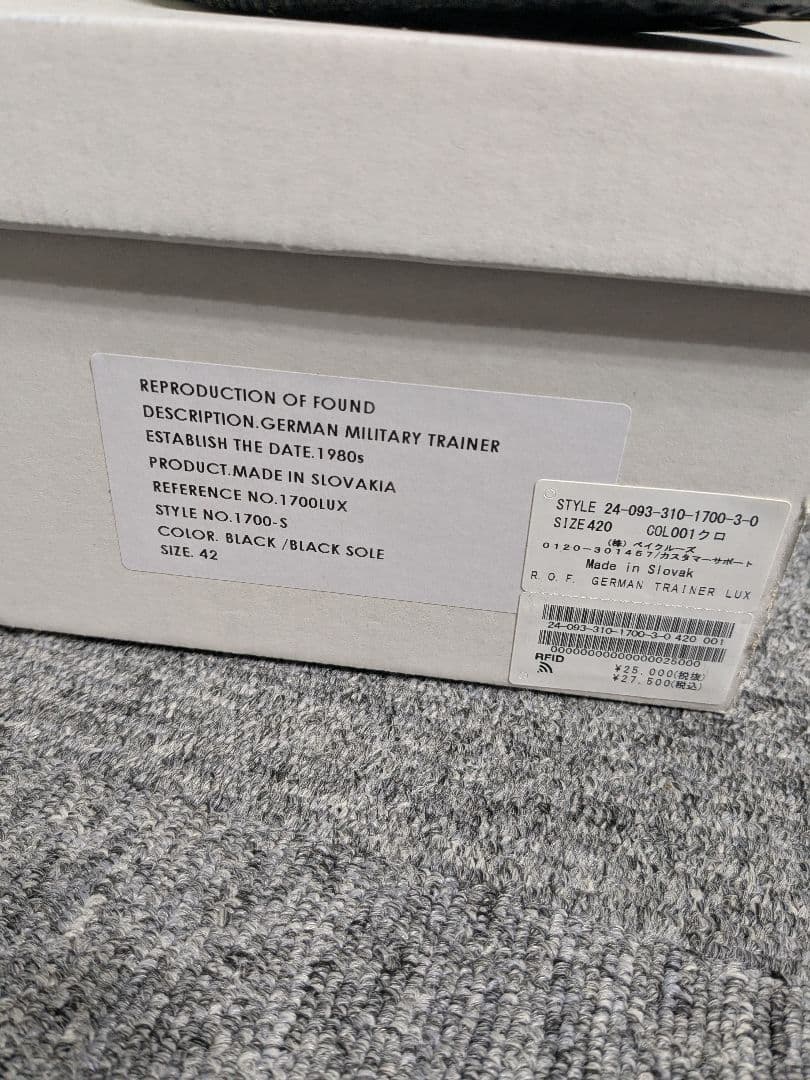 REPRODUCTION OF FOUND
DESCRIPTION.GERMAN MILITARY TRAINER
ESTABLISH THE DATE.1980s
PRODUCT.MADE IN SLOVAKIA
REFERENCE NO.1700LUX
STYLE NO.1700-S
COLOR. BLACK /BLACK SOLE
SIZE. 42
STYLE 24-093-310-1700-3-0
SIZE420 COL001クロ
(株) ベイクルーズ
0120-301457/カスタマーサポート
Made in Slovak
R. O. F. GERMAN TRAINER LUX
24-093-310-1700-3-0 420 001
00000000000000025000
RFID
¥25,000(税抜)
¥27,500(税込)